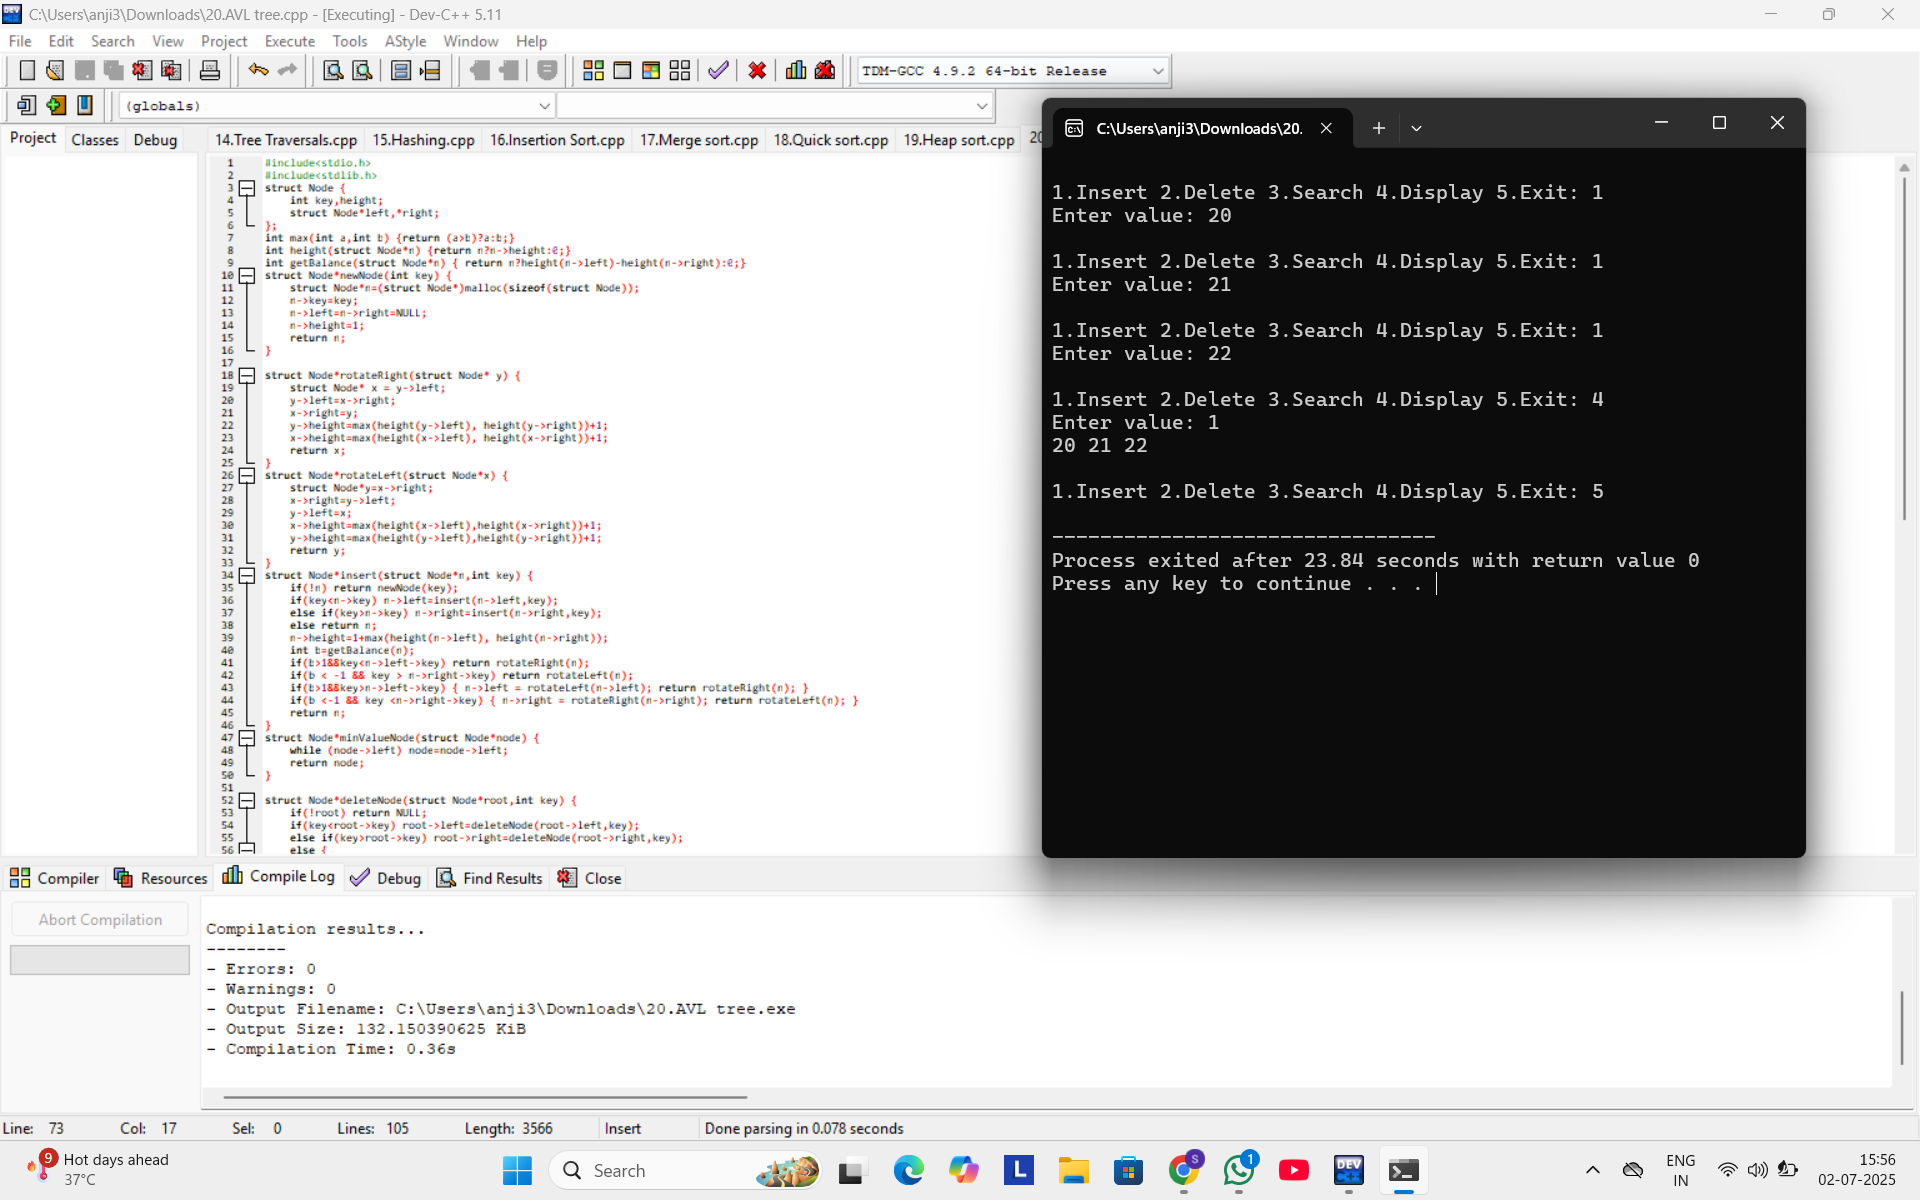 C:\Users\anji3\Downloads\20.AVL tree.cpp - [Executing] - Dev-C++ 5.11
File Edit Search View Project Execute Tools AStyle Window Help
TDM-GCC 4.9.2 64-bit Release
(globals)
Project Classes Debug
14.Tree Traversals.cpp 15.Hashing.cpp 16.Insertion Sort.cpp 17.Merge sort.cpp 18.Quick sort.cpp 19.Heap sort.cpp 20
1 #include<stdio.h>
2 #include<stdlib.h>
3 struct Node {
4 int key,height;
5 struct Node*left,*right;
6 };
7 int max(int a,int b) {return (a>b)?a:b;}
8 int height(struct Node*n) {return n?n->height:0;}
9 int getBalance(struct Node*n) { return n?height(n->left)-height(n->right):0;}
10 struct Node*newNode(int key) {
11 struct Node*n=(struct Node*)malloc(sizeof(struct Node));
12 n->key=key;
13 n->left=n->right=NULL;
14 n->height=1;
15 return n;
16 }
17
18 struct Node*rotateRight(struct Node* y) {
19 struct Node* x = y->left;
20 y->left=x->right;
21 x->right=y;
22 y->height=max(height(y->left), height(y->right))+1;
23 x->height=max(height(x->left), height(x->right))+1;
24 return x;
25 }
26 struct Node*rotateLeft(struct Node*x) {
27 struct Node*y=x->right;
28 x->right=y->left;
29 y->left=x;
30 x->height=max(height(x->left),height(x->right))+1;
31 y->height=max(height(y->left),height(y->right))+1;
32 return y;
33 }
34 struct Node*insert(struct Node*n,int key) {
35 if(!n) return newNode(key);
36 if(key<n->key) n->left=insert(n->left,key);
37 else if(key>n->key) n->right=insert(n->right,key);
38 else return n;
39 n->height=1+max(height(n->left), height(n->right));
40 int b=getBalance(n);
41 if(b>1&&key<n->left->key) return rotateRight(n);
42 if(b < -1 && key > n->right->key) return rotateLeft(n);
43 if(b>1&&key>n->left->key) { n->left = rotateLeft(n->left); return rotateRight(n); }
44 if(b <-1 && key <n->right->key) { n->right = rotateRight(n->right); return rotateLeft(n); }
45 return n;
46 }
47 struct Node*minValueNode(struct Node*node) {
48 while (node->left) node=node->left;
49 return node;
50 }
51
52 struct Node*deleteNode(struct Node*root,int key) {
53 if(!root) return NULL;
54 if(key<root->key) root->left=deleteNode(root->left,key);
55 else if(key>root->key) root->right=deleteNode(root->right,key);
56 else {
C:\Users\anji3\Downloads\20.
1.Insert 2.Delete 3.Search 4.Display 5.Exit: 1
Enter value: 20
1.Insert 2.Delete 3.Search 4.Display 5.Exit: 1
Enter value: 21
1.Insert 2.Delete 3.Search 4.Display 5.Exit: 1
Enter value: 22
1.Insert 2.Delete 3.Search 4.Display 5.Exit: 4
Enter value: 1
20 21 22
1.Insert 2.Delete 3.Search 4.Display 5.Exit: 5
--------------------------------
Process exited after 23.84 seconds with return value 0
Press any key to continue . . .
Compiler Resources Compile Log Debug Find Results Close
Abort Compilation
Compilation results...
--------
- Errors: 0
- Warnings: 0
- Output Filename: C:\Users\anji3\Downloads\20.AVL tree.exe
- Output Size: 132.150390625 KiB
- Compilation Time: 0.36s
Line: 73 Col: 17 Sel: 0 Lines: 105 Length: 3566 Insert Done parsing in 0.078 seconds
9
Hot days ahead
37°C
Search
L
S
1
DEV
ENG
IN
15:56
02-07-2025